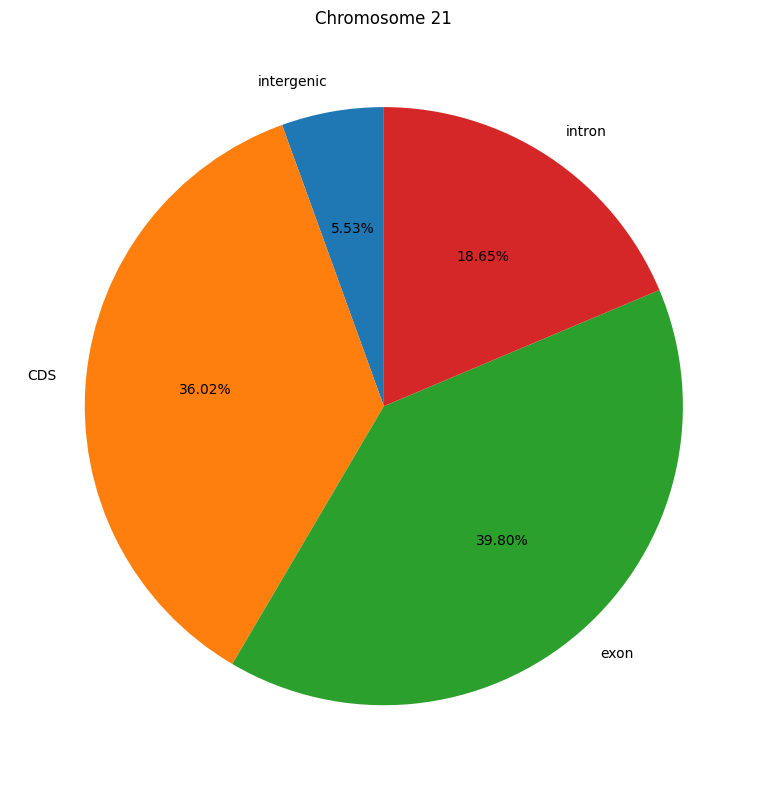 Chromosome 21
intergenic
intron
5.53%
18.65%
CDS
36.02%
39.80%
exon